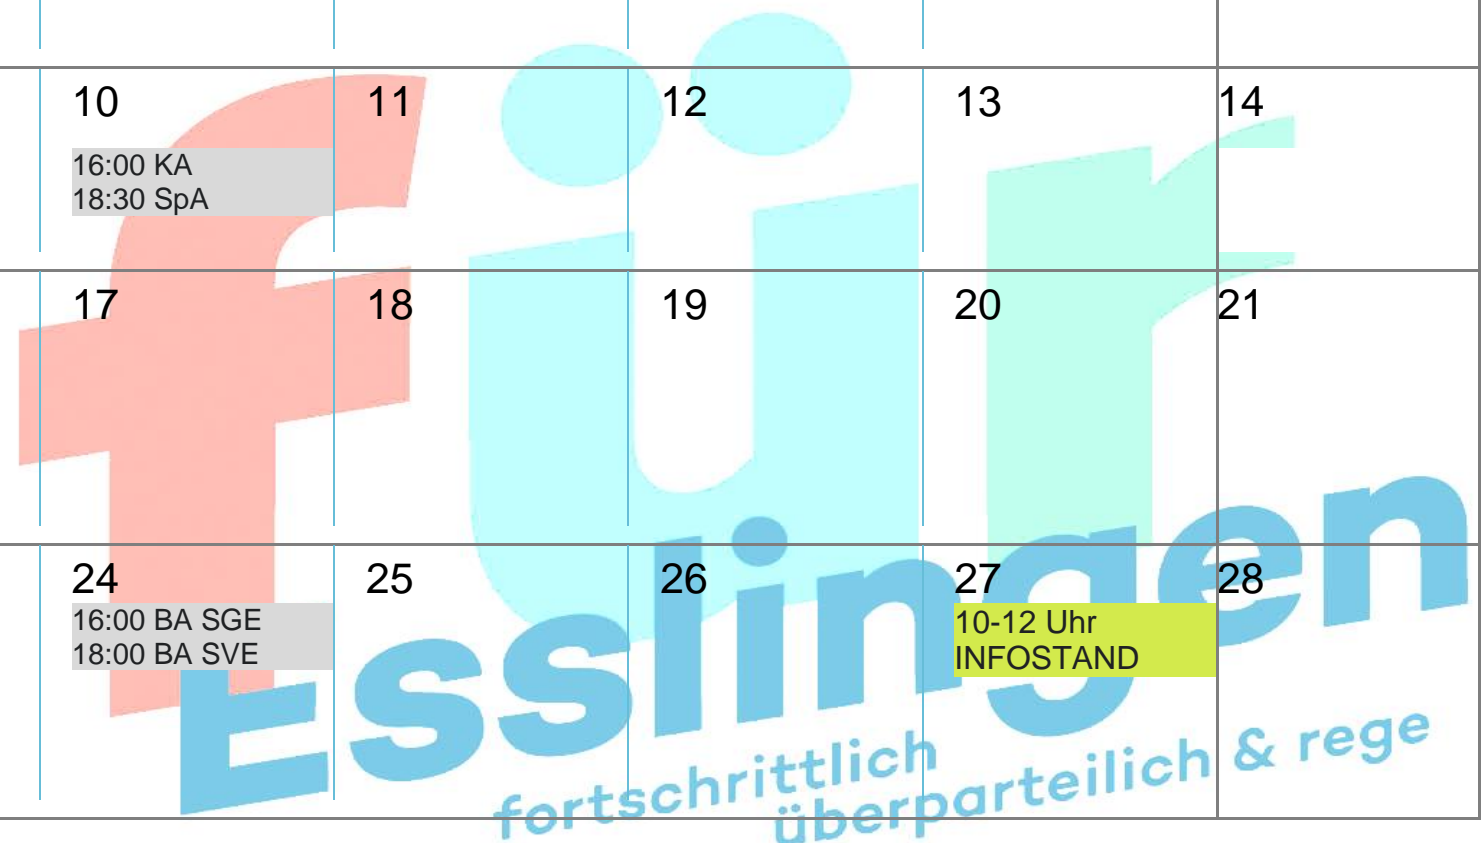 10 11 12 13 14
16:00 KA
18:30 SpA
17 18 19 20 21
24 25 26 27 28
16:00 BA SGE
18:00 BA SVE
10-12 Uhr
INFOSTAND
für
Esslingen
fortschrittlich
überparteilich & rege